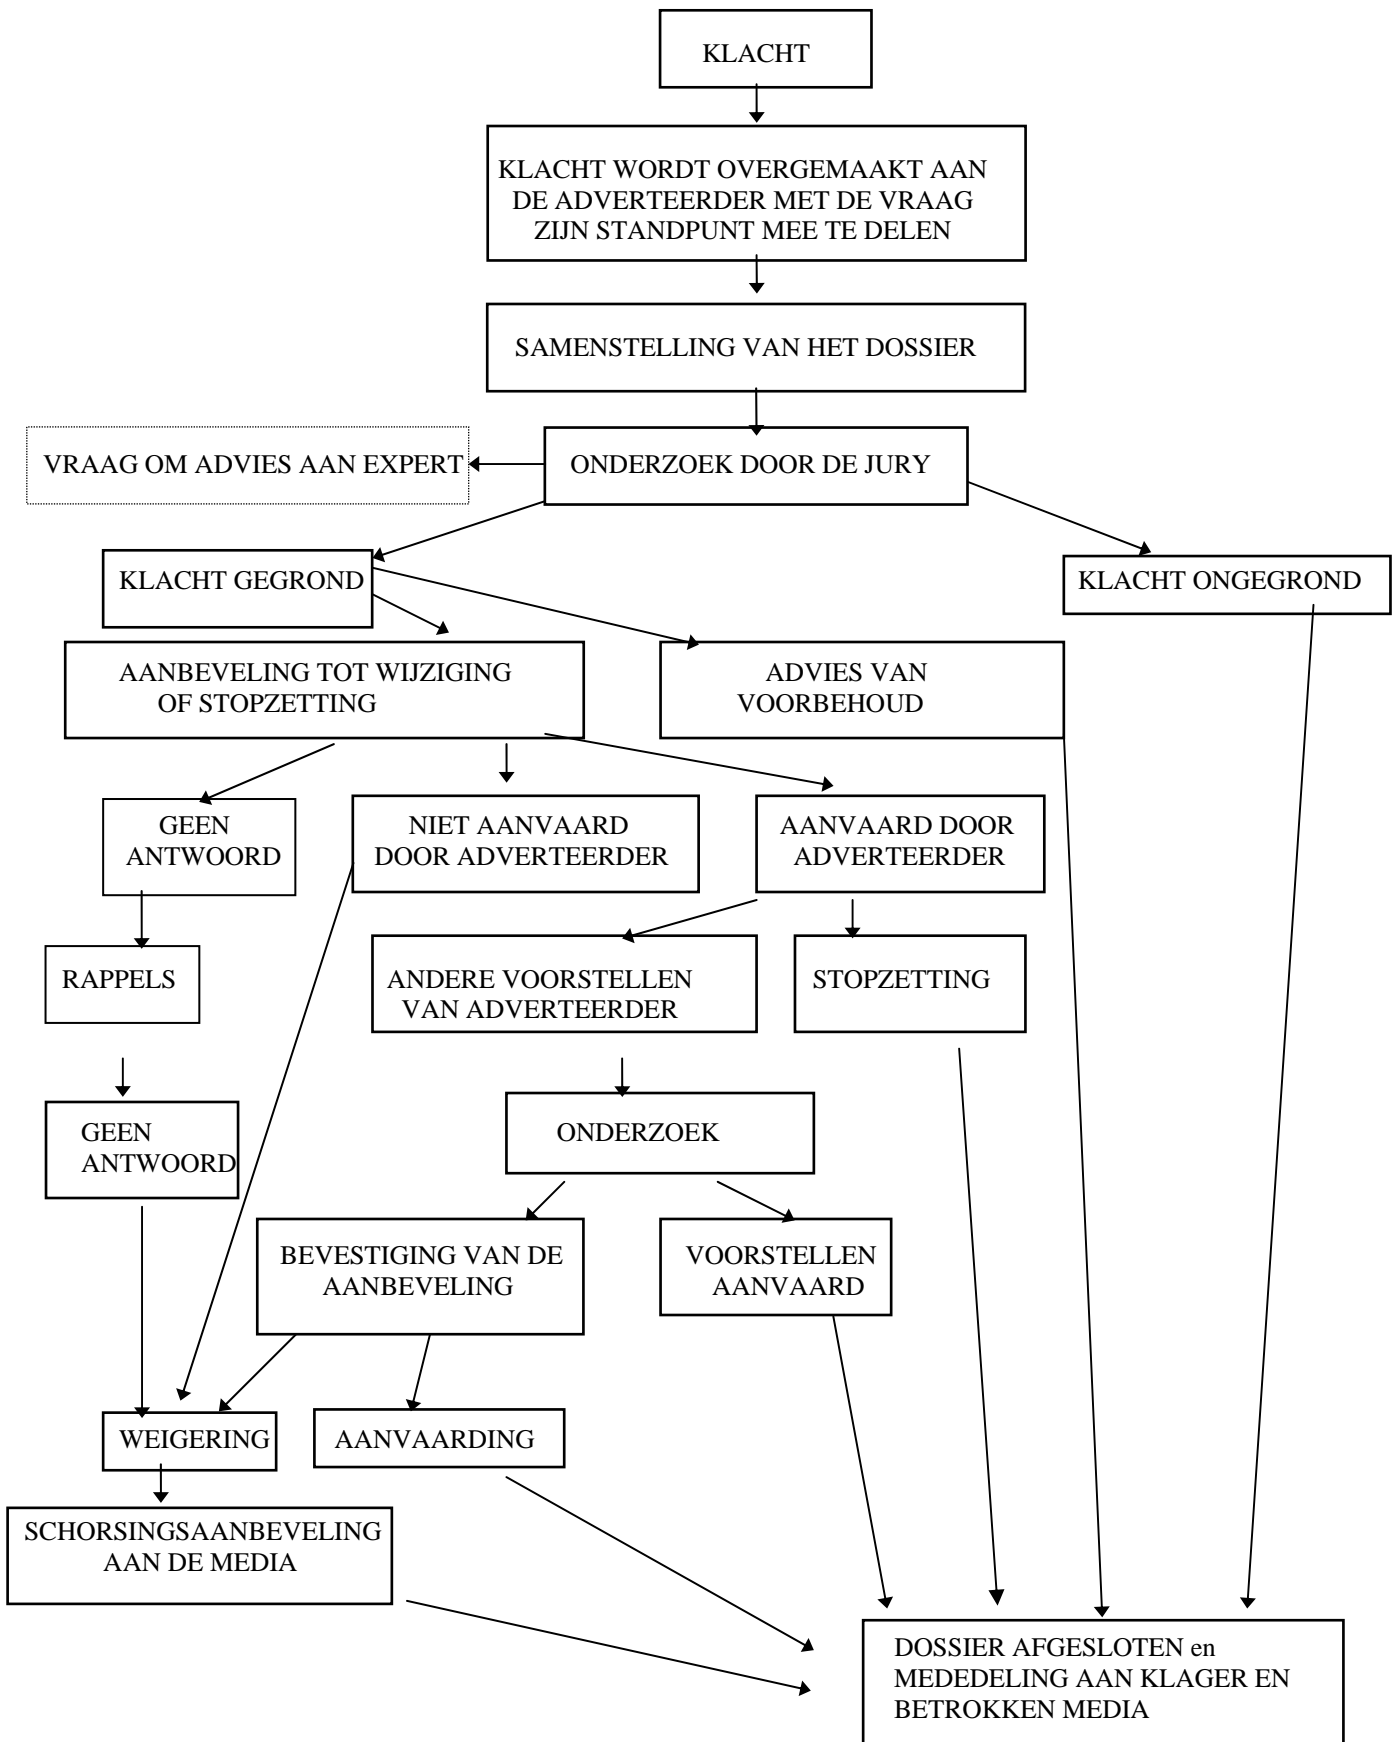 KLACHT
KLACHT WORDT OVERGEMAAKT AAN
DE ADVERTEERDER MET DE VRAAG
ZIJN STANDPUNT MEE TE DELEN
SAMENSTELLING VAN HET DOSSIER
VRAAG OM ADVIES AAN EXPERT
ONDERZOEK DOOR DE JURY
KLACHT GEGROND
KLACHT ONGEGROND
AANBEVELING TOT WIJZIGING
OF STOPZETTING
ADVIES VAN
VOORBEHOUD
GEEN
ANTWOORD
NIET AANVAARD
DOOR ADVERTEERDER
AANVAARD DOOR
ADVERTEERDER
RAPPELS
ANDERE VOORSTELLEN
VAN ADVERTEERDER
STOPZETTING
GEEN
ANTWOORD
ONDERZOEK
BEVESTIGING VAN DE
AANBEVELING
VOORSTELLEN
AANVAARD
WEIGERING
AANVAARDING
SCHORSINGSAANBEVELING
AAN DE MEDIA
DOSSIER AFGESLOTEN en
MEDEDELING AAN KLAGER EN
BETROKKEN MEDIA